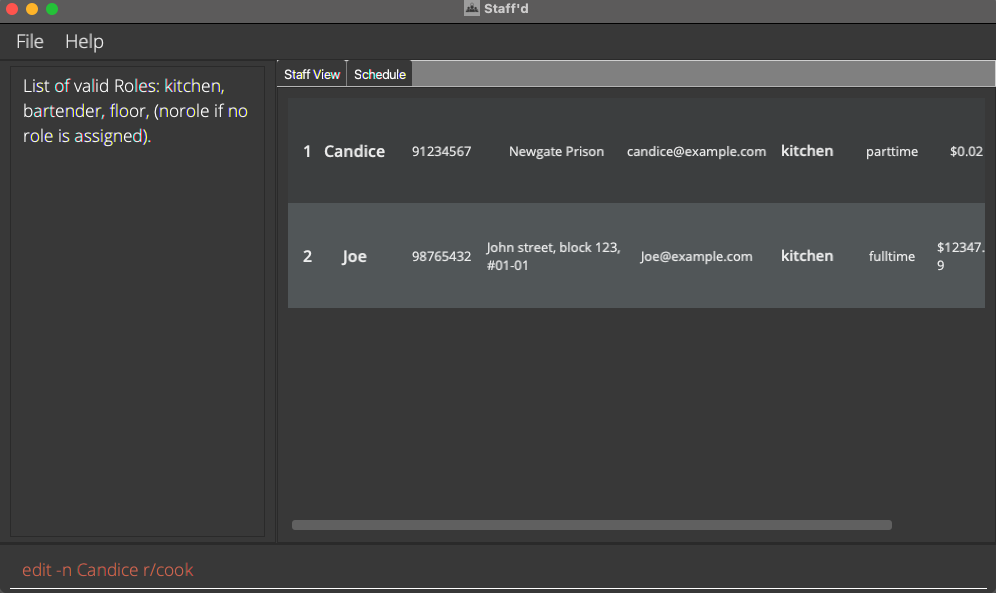 Staff'd
File Help
List of valid Roles: kitchen,
bartender, floor, (norole if no
role is assigned).
Staff View Schedule
1 Candice 91234567 Newgate Prison candice@example.com kitchen parttime $0.02
2 Joe 98765432 John street, block 123,
#01-01 Joe@example.com kitchen fulltime $12347.
9
edit -n Candice r/cook